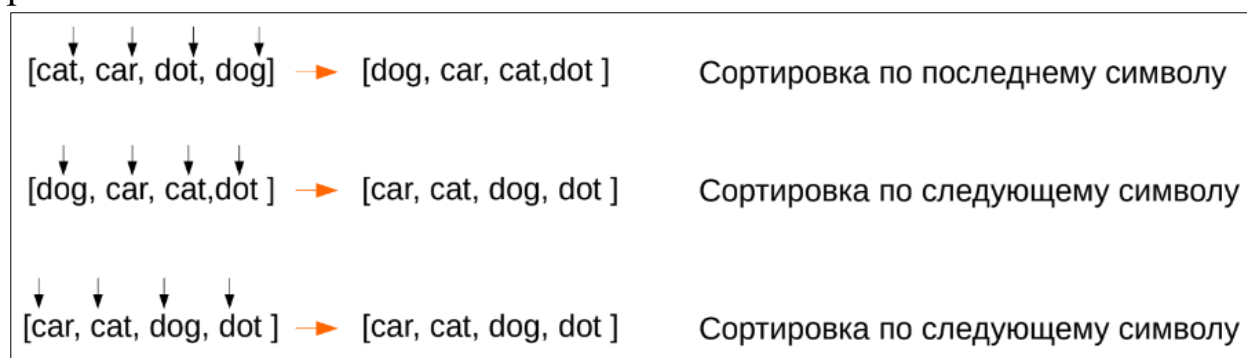 [cat, car, dot, dog] [dog, car, cat,dot ] Сортировка по последнему символу
[dog, car, cat,dot ] [car, cat, dog, dot ] Сортировка по следующему символу
[car, cat, dog, dot ] [car, cat, dog, dot ] Сортировка по следующему символу